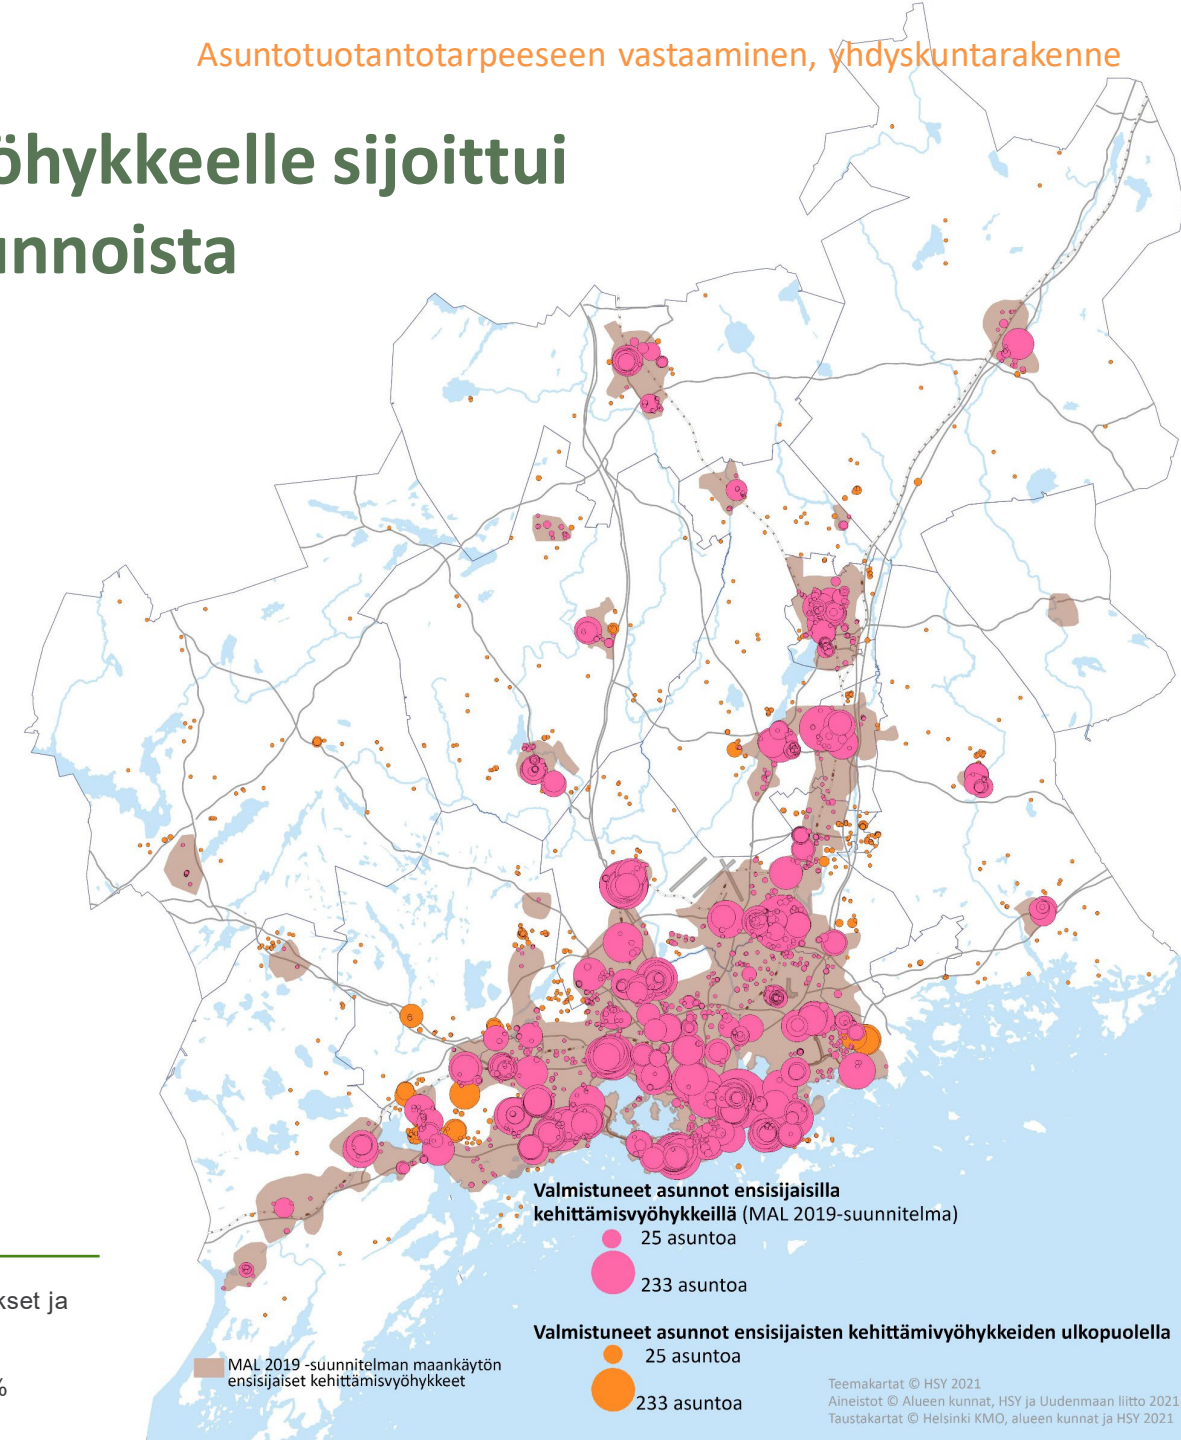 Asuntotuotantotarpeeseen vastaaminen, yhdyskuntarakenne
öhykkeelle sijoittui
unnoista
Valmistuneet asunnot ensisijaisilla
kehittämisvyöhykkeillä (MAL 2019-suunnitelma)
25 asuntoa
233 asuntoa
kset ja
Valmistuneet asunnot ensisijaisten kehittämivyöhykkeiden ulkopuolella
25 asuntoa
233 asuntoa
MAL 2019 -suunnitelman maankäytön
ensisijaiset kehittämisvyöhykkeet
%
Teemakartat © HSY 2021
Aineistot © Alueen kunnat, HSY ja Uudenmaan liitto 2021
Taustakartat © Helsinki KMO, alueen kunnat ja HSY 2021